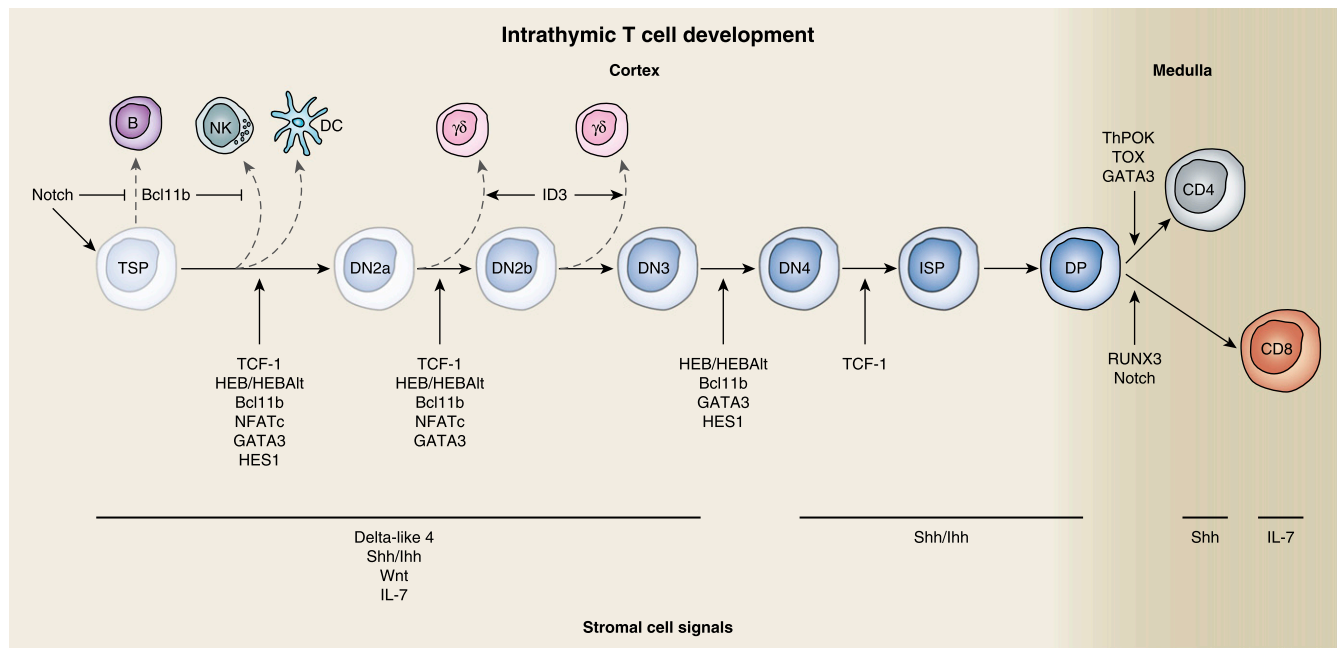 Intrathymic T cell development
Cortex
Medulla
B
NK
DC
γδ
γδ
ThPOK
TOX
GATA3
CD4
Notch
Bcl11b
ID3
TSP
DN2a
DN2b
DN3
DN4
ISP
DP
CD8
TCF-1
HEB/HEBAlt
Bcl11b
NFATc
GATA3
HES1
TCF-1
HEB/HEBAlt
Bcl11b
NFATc
GATA3
HEB/HEBAlt
Bcl11b
GATA3
HES1
TCF-1
RUNX3
Notch
Delta-like 4
Shh/Ihh
Wnt
IL-7
Shh/Ihh
Shh
IL-7
Stromal cell signals